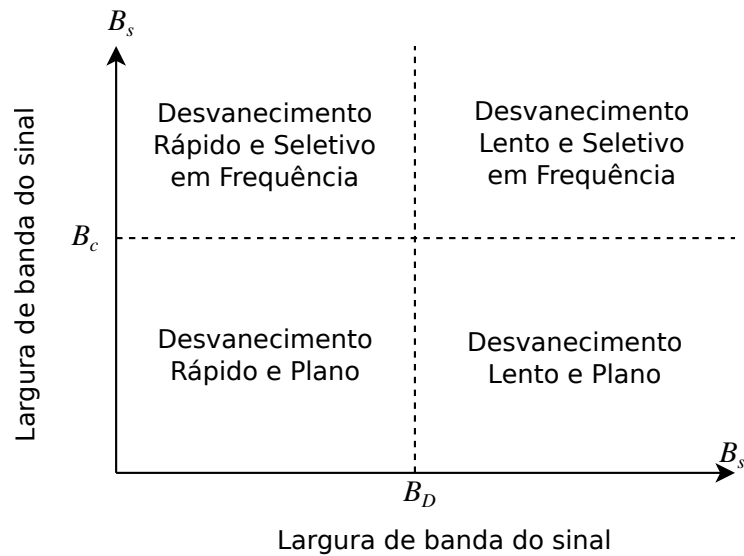 B_s
Desvanecimento
Rápido e Seletivo
em Frequência
Desvanecimento
Lento e Seletivo
em Frequência
Largura de banda do sinal
B_c
Desvanecimento
Rápido e Plano
Desvanecimento
Lento e Plano
B_s
B_D
Largura de banda do sinal